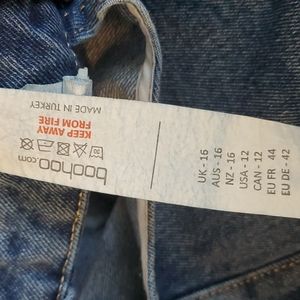 boohoo.com
30
KEEP AWAY
FROM FIRE
MADE IN TURKEY
UK - 16
AUS - 16
NZ - 16
USA - 12
CAN - 12
EU FR - 44
EU DE - 42